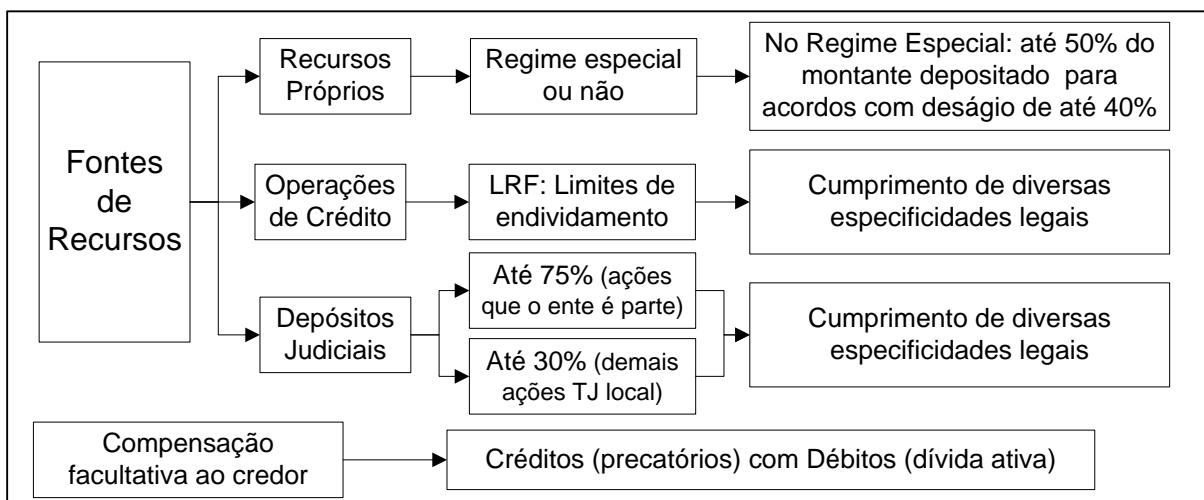 Fontes
de
Recursos
Recursos
Próprios
Regime especial
ou não
No Regime Especial: até 50% do
montante depositado para
acordos com deságio de até 40%
Operações
de Crédito
LRF: Limites de
endividamento
Cumprimento de diversas
especificidades legais
Depósitos
Judiciais
Até 75% (ações
que o ente é parte)
Até 30% (demais
ações TJ local)
Cumprimento de diversas
especificidades legais
Compensação
facultativa ao credor
Créditos (precatórios) com Débitos (dívida ativa)